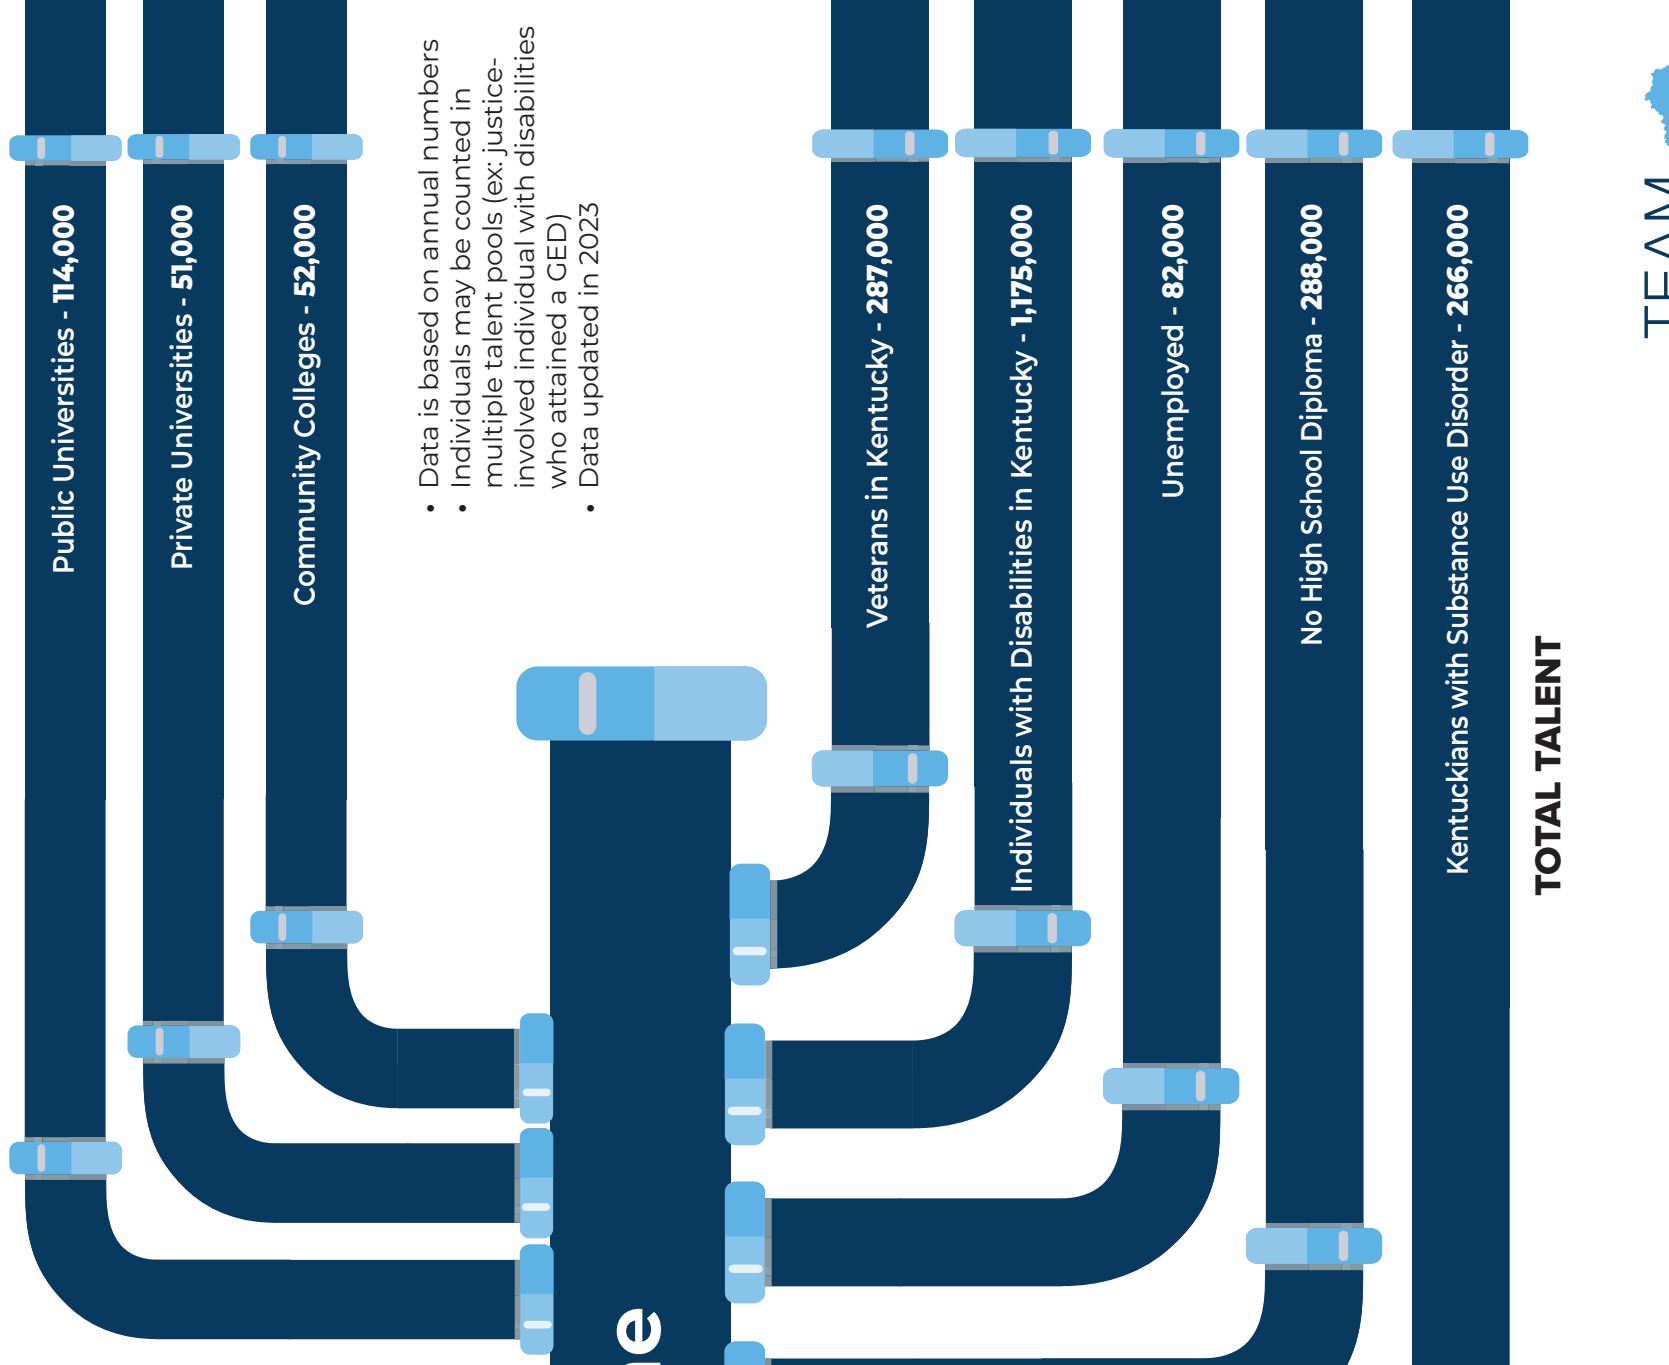 Public Universities - 114,000
Private Universities - 51,000
Community Colleges - 52,000
• Data is based on annual numbers
• Individuals may be counted in
multiple talent pools (ex: justice-
involved individual with disabilities
who attained a GED)
• Data updated in 2023
Veterans in Kentucky - 287,000
Individuals with Disabilities in Kentucky - 1,175,000
Unemployed - 82,000
No High School Diploma - 288,000
Kentuckians with Substance Use Disorder - 266,000
TOTAL TALENT
TEAM